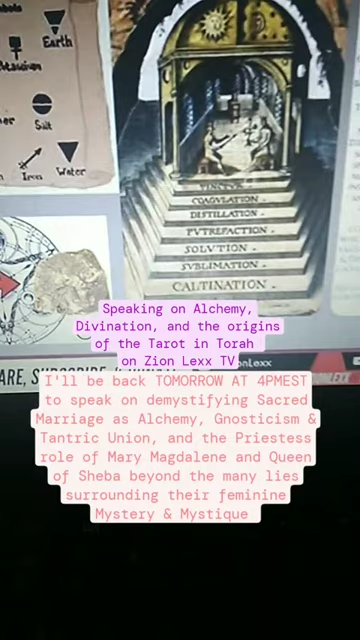 Earth
Salt
Iron
Water
TINCTVR
COAGVLATION
DISTILLATION
PVTREFACTION
SOLVTION
SVBLIMATION
CALTINATION
Speaking on Alchemy,
Divination, and the origins
of the Tarot in Torah
on Zion Lexx TV
I'll be back TOMORROW AT 4PMEST
to speak on demystifying Sacred
Marriage as Alchemy, Gnosticism &
Tantric Union, and the Priestess
role of Mary Magdalene and Queen
of Sheba beyond the many lies
surrounding their feminine
Mystery & Mystique